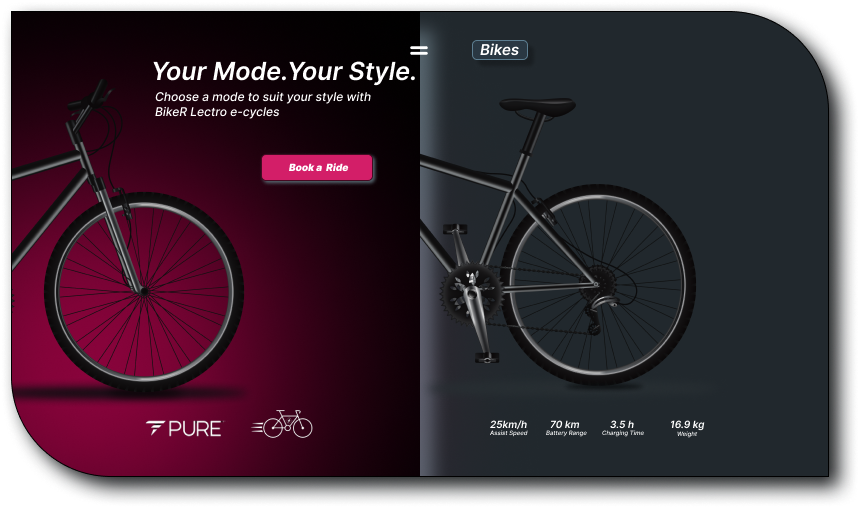 Your Mode.Your Style.
Choose a mode to suit your style with
BikeR Lectro e-cycles
Book a Ride
PURE
Bikes
25km/h
Assist Speed
70 km
Battery Range
3.5 h
Charging Time
16.9 kg
Weight